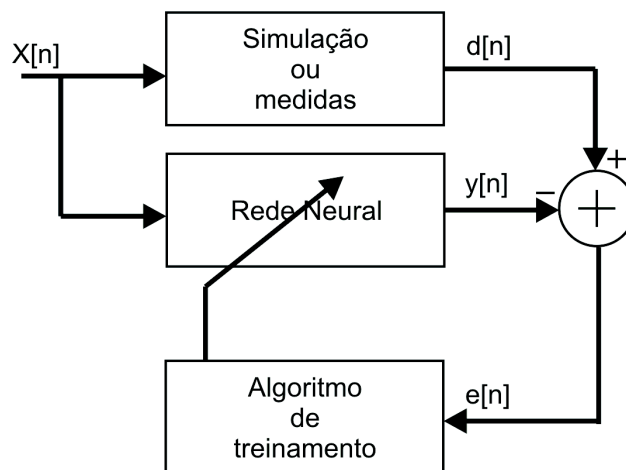 X[n]
Simulação
ou
medidas
d[n]
+
Rede Neural
y[n]
−
+
Algoritmo
de
treinamento
e[n]